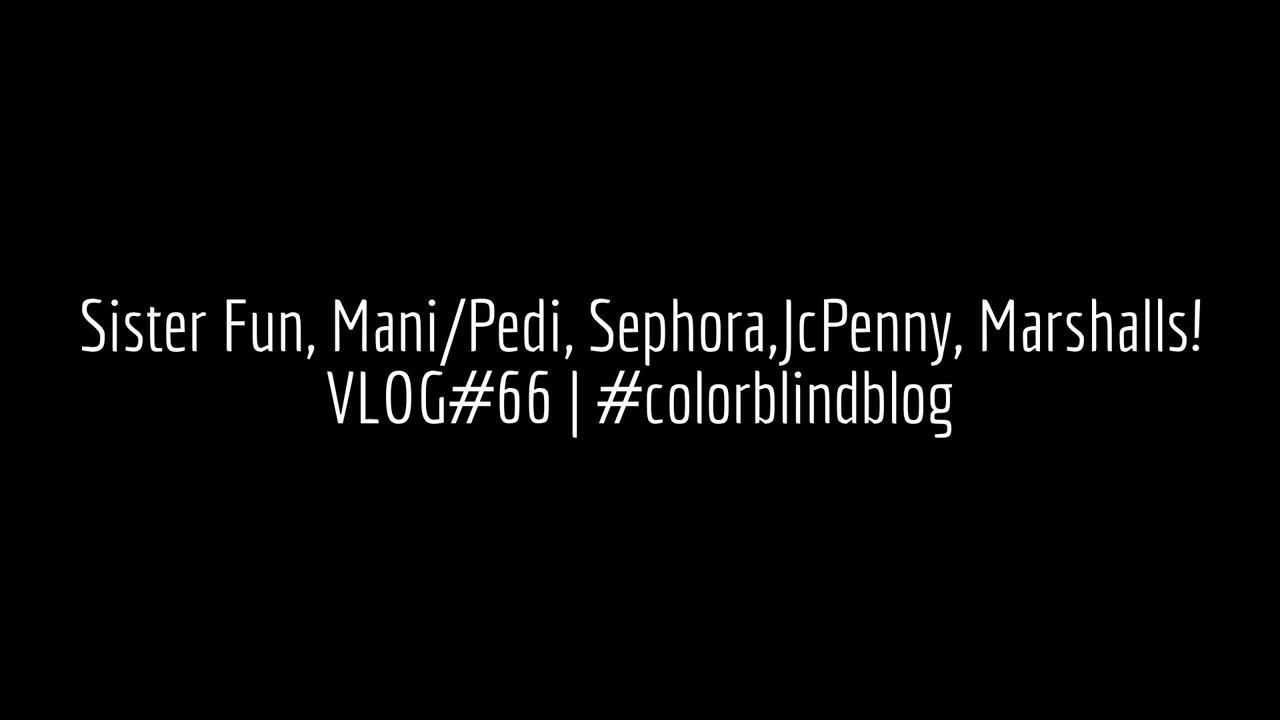 Sister Fun, Mani/Pedi, Sephora,JcPenny, Marshalls!
VLOG#66 | #colorblindblog